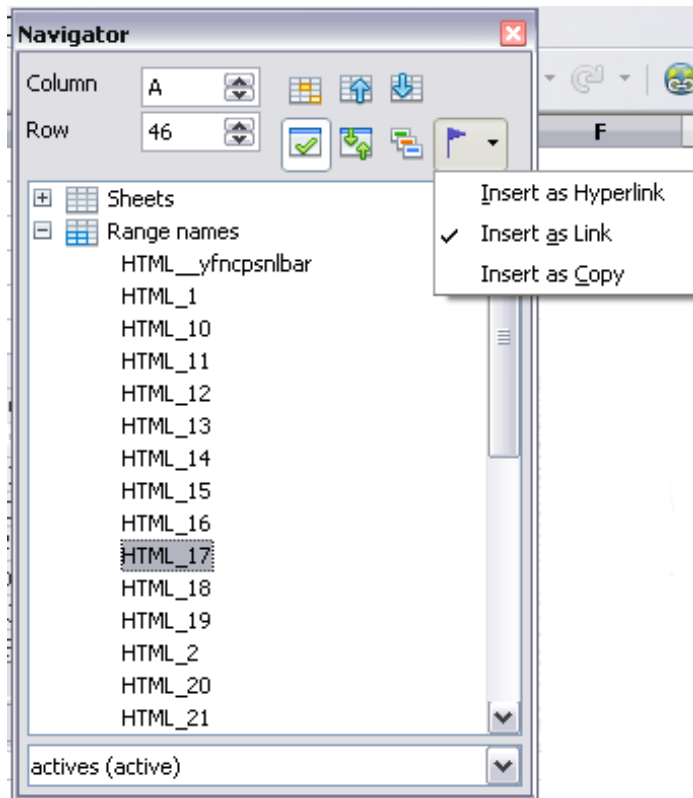 Navigator
Column A
Row 46
F
Insert as Hyperlink
Insert as Link
Insert as Copy
Sheets
Range names
HTML__yfncpsnlbar
HTML_1
HTML_10
HTML_11
HTML_12
HTML_13
HTML_14
HTML_15
HTML_16
HTML_17
HTML_18
HTML_19
HTML_2
HTML_20
HTML_21
actives (active)